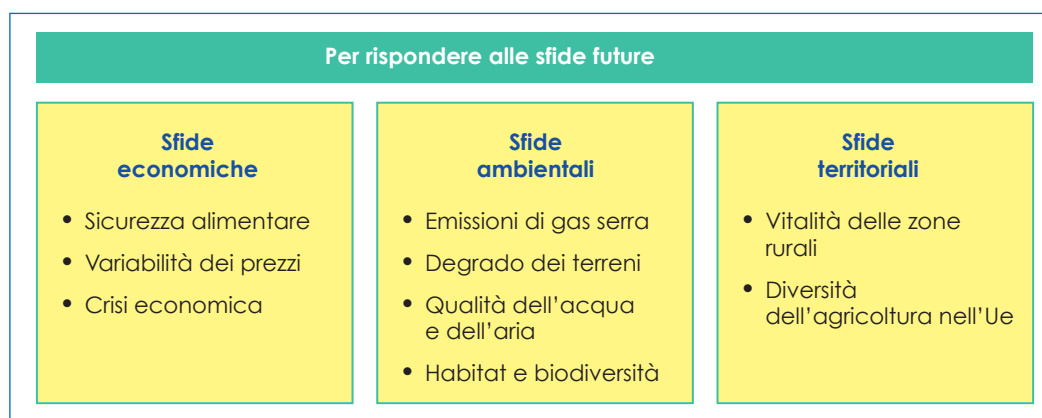 Per rispondere alle sfide future
Sfide
economiche
• Sicurezza alimentare
• Variabilità dei prezzi
• Crisi economica
Sfide
ambientali
• Emissioni di gas serra
• Degrado dei terreni
• Qualità dell’acqua
e dell’aria
• Habitat e biodiversità
Sfide
territoriali
• Vitalità delle zone
rurali
• Diversità
dell’agricoltura nell’Ue